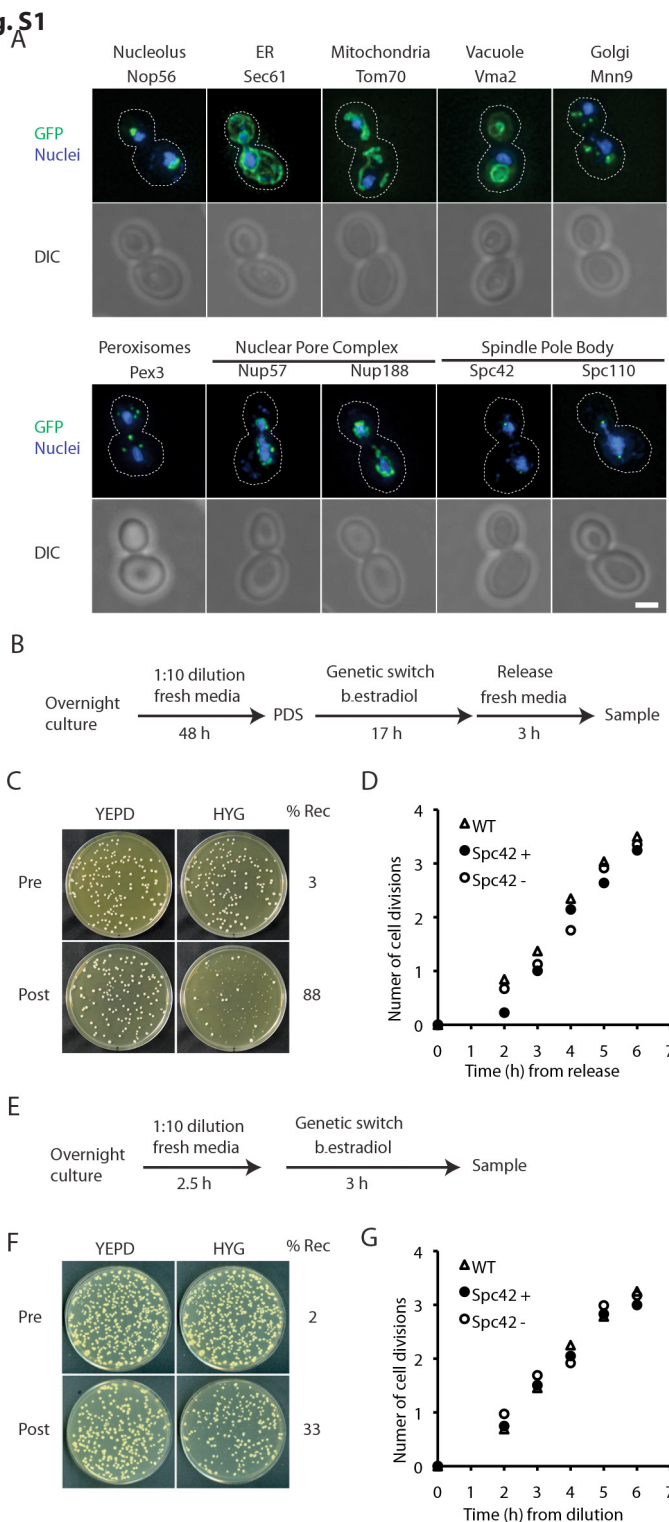 g. S1
A
Nucleolus ER Mitochondria Vacuole Golgi
Nop56 Sec61 Tom70 Vma2 Mnn9
GFP
Nuclei
DIC
Peroxisomes Nuclear Pore Complex Spindle Pole Body
Pex3 Nup57 Nup188 Spc42 Spc110
GFP
Nuclei
DIC
B
Overnight
culture
1:10 dilution
fresh media
48 h
PDS
Genetic switch
b.estradiol
17 h
Release
fresh media
3 h
Sample
C
YEPD HYG % Rec
Pre 3
Post 88
D
Numer of cell divisions
4
3
2
1
0
WT
Spc42 +
Spc42 -
0 1 2 3 4 5 6 7
Time (h) from release
E
Overnight
culture
1:10 dilution
fresh media
2.5 h
Genetic switch
b.estradiol
3 h
Sample
F
YEPD HYG % Rec
Pre 2
Post 33
G
Numer of cell divisions
4
3
2
1
0
WT
Spc42 +
Spc42 -
0 1 2 3 4 5 6 7
Time (h) from dilution